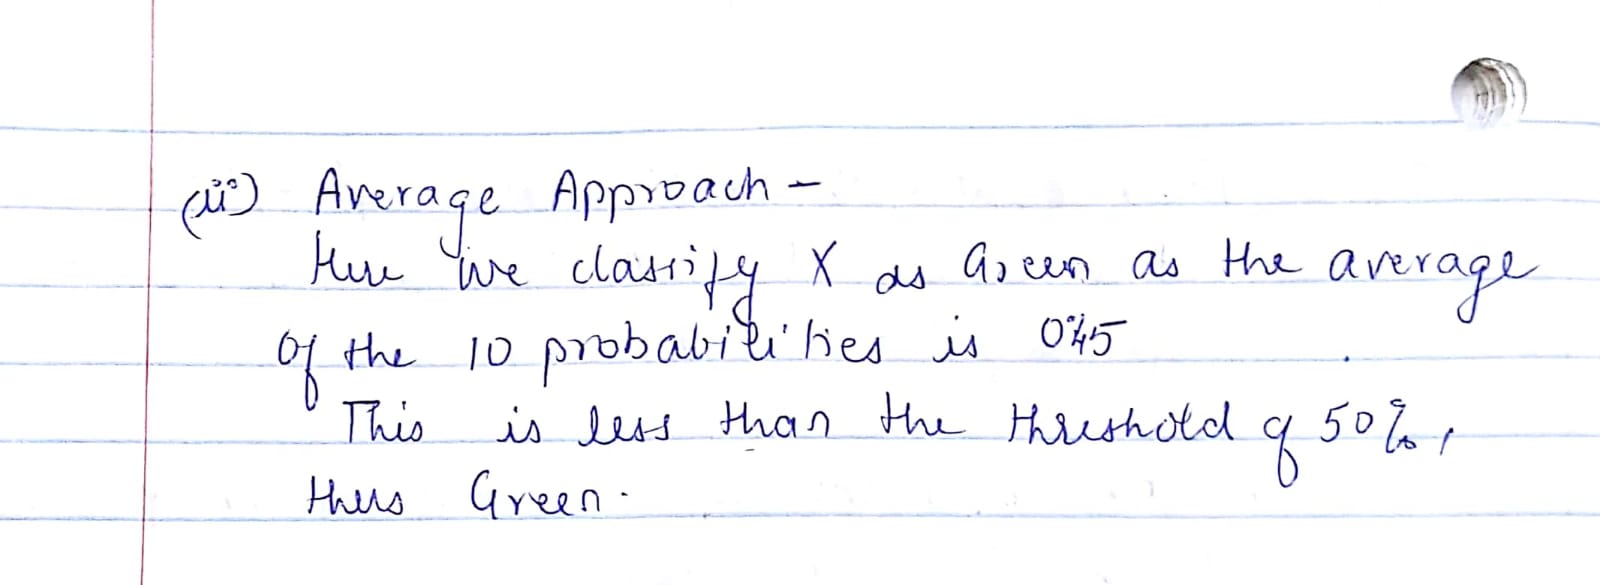 (ii) Average Approach -
Here we classify X as Green as the average
of the 10 probabilities is 0.45
This is less than the threshold of 50%,
thus Green.